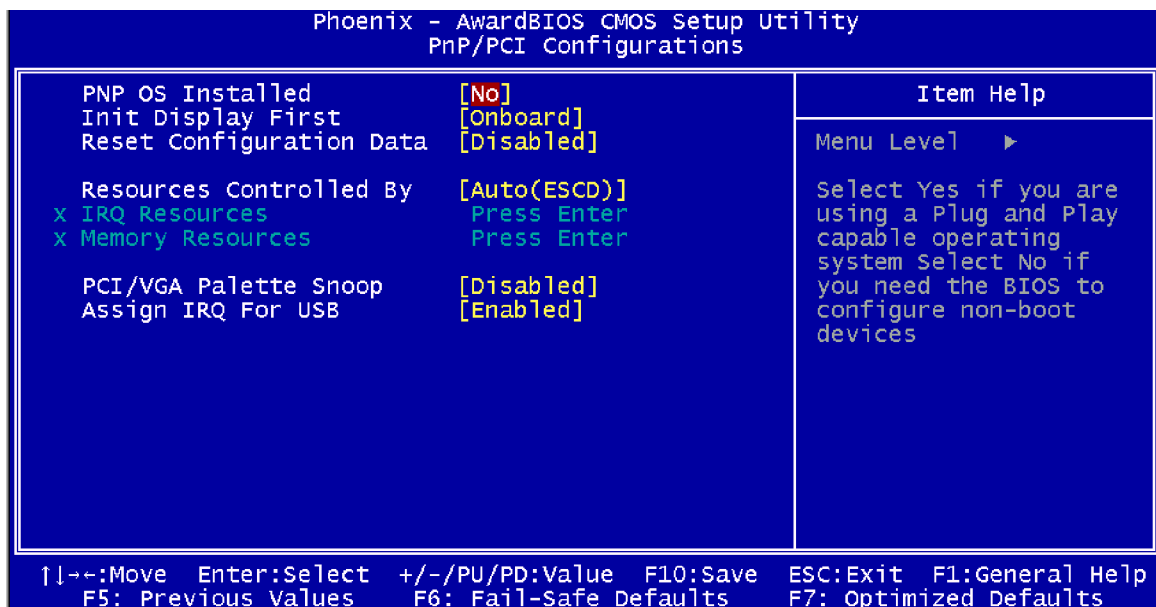 Phoenix - AwardBIOS CMOS Setup Utility
PnP/PCI Configurations
PNP OS Installed [No]
Init Display First [Onboard]
Reset Configuration Data [Disabled]
Resources Controlled By [Auto(ESCD)]
x IRQ Resources Press Enter
x Memory Resources Press Enter
PCI/VGA Palette Snoop [Disabled]
Assign IRQ For USB [Enabled]
Item Help
Menu Level ▶
Select Yes if you are
using a Plug and Play
capable operating
system Select No if
you need the BIOS to
configure non-boot
devices
↑↓→←:Move Enter:Select +/-/PU/PD:Value F10:Save ESC:Exit F1:General Help
F5: Previous Values F6: Fail-Safe Defaults F7: Optimized Defaults